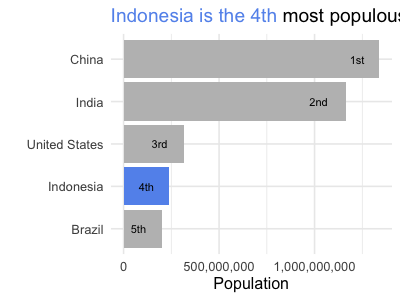 Indonesia is the 4th most populous
China
1st
India
2nd
United States
3rd
Indonesia
4th
Brazil
5th
0
500,000,000
1,000,000,000
Population